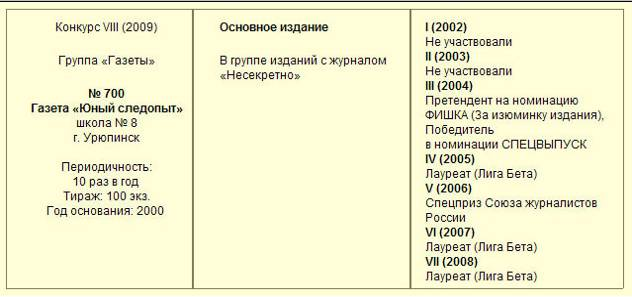 Конкурс VIII (2009)
Группа «Газеты»
№ 700
Газета «Юный следопыт»
школа № 8
г. Урюпинск
Периодичность:
10 раз в год
Тираж: 100 экз.
Год основания: 2000
Основное издание
В группе изданий с журналом
«Несекретно»
I (2002)
Не участвовали
II (2003)
Не участвовали
III (2004)
Претендент на номинацию
ФИШКА (За изюминку издания),
Победитель
в номинации СПЕЦВЫПУСК
IV (2005)
Лауреат (Лига Бета)
V (2006)
Спецприз Союза журналистов
России
VI (2007)
Лауреат (Лига Бета)
VII (2008)
Лауреат (Лига Бета)